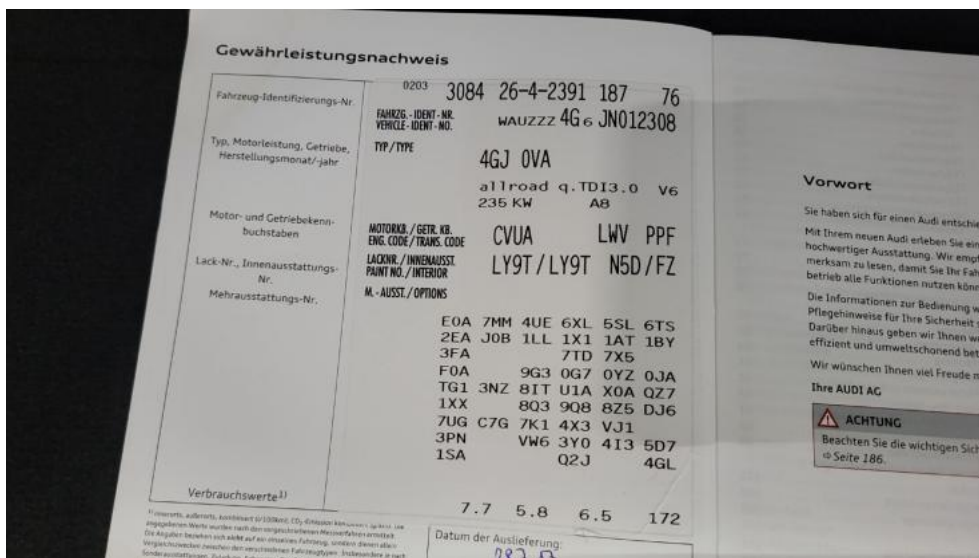 Gewährleistungsnachweis
0203 3084 26-4-2391 187 76
Fahrzeug-Identifizierungs-Nr.
FAHRZG.-IDENT-NR.
VEHICLE-IDENT-NO.
WAUZZZ 4G6 JN012308
Typ, Motorleistung, Getriebe,
Herstellungsmonat/-jahr
TYP/TYPE
4GJ 0VA
allroad q.TDI3.0 V6
235 KW A8
Motor- und Getriebekenn-
buchstaben
MOTORKB./GETR. KB.
ENG. CODE/TRANS. CODE
CVUA LWV PPF
Lack-Nr., Innenausstattungs-
Nr.
LACKNR./INNENAUSST.
PAINT NO./INTERIOR
LY9T/LY9T N5D/FZ
Mehrausstattungs-Nr.
M.-AUSST./OPTIONS
E0A 7MM 4UE 6XL 5SL 6TS
2EA J0B 1LL 1X1 1AT 1BY
3FA 7TD 7X5
F0A 9G3 0G7 0YZ 0JA
TG1 3NZ 8IT U1A X0A QZ7
1XX 8Q3 9Q8 8Z5 DJ6
7UG C7G 7K1 4X3 VJ1
3PN VW6 3Y0 4I3 5D7
1SA Q2J 4GL
Verbrauchswerte1)
7.7 5.8 6.5 172
Datum der Auslieferung:
Vorwort
Sie haben sich für einen Audi entschie
Mit Ihrem neuen Audi erleben Sie ein
hochwertiger Ausstattung. Wir empf
merksam zu lesen, damit Sie Ihr Fah
betrieb alle Funktionen nutzen könn
Die Informationen zur Bedienung w
Pflegehinweise für Ihre Sicherheit s
Darüber hinaus geben wir Ihnen we
effizient und umweltschonend bet
Wir wünschen Ihnen viel Freude m
Ihre AUDI AG
ACHTUNG
Beachten Sie die wichtigen Sich
⇨ Seite 186.